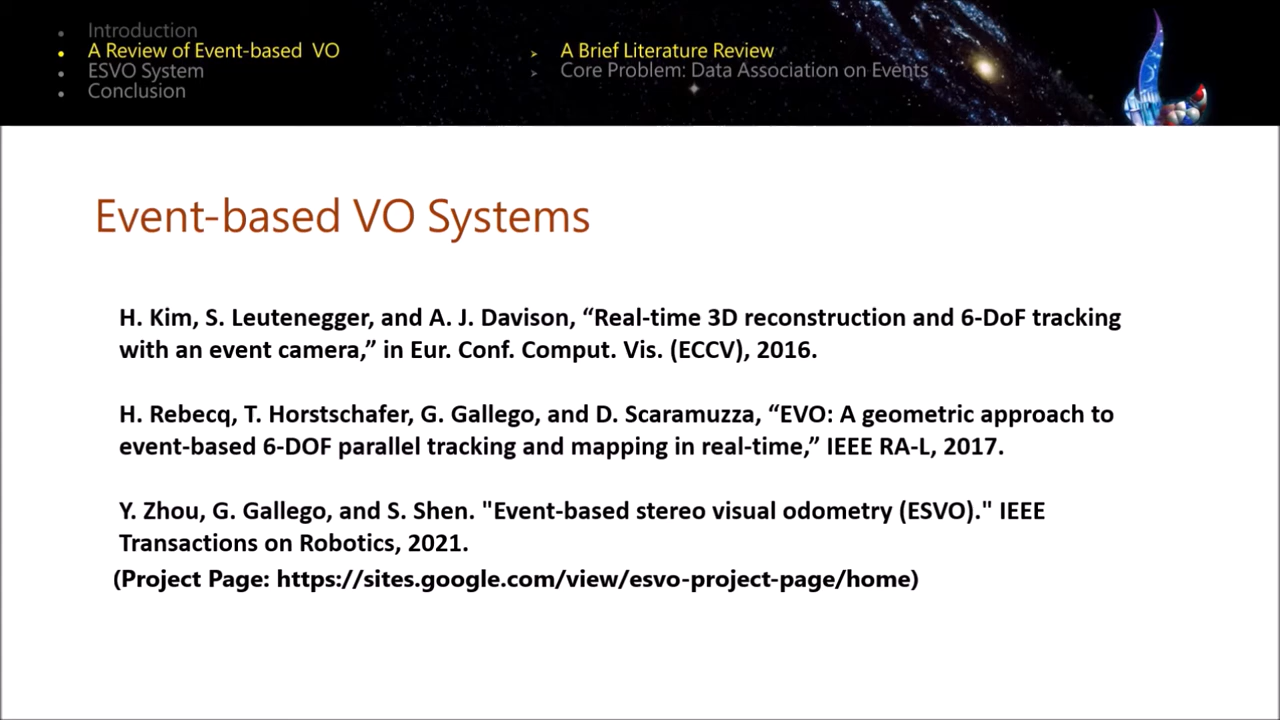 Introduction
A Review of Event-based VO
ESVO System
Conclusion
A Brief Literature Review
Core Problem: Data Association on Events
Event-based VO Systems
H. Kim, S. Leutenegger, and A. J. Davison, “Real-time 3D reconstruction and 6-DoF tracking
with an event camera,” in Eur. Conf. Comput. Vis. (ECCV), 2016.
H. Rebecq, T. Horstschafer, G. Gallego, and D. Scaramuzza, “EVO: A geometric approach to
event-based 6-DOF parallel tracking and mapping in real-time,” IEEE RA-L, 2017.
Y. Zhou, G. Gallego, and S. Shen. "Event-based stereo visual odometry (ESVO)." IEEE
Transactions on Robotics, 2021.
(Project Page: https://sites.google.com/view/esvo-project-page/home)